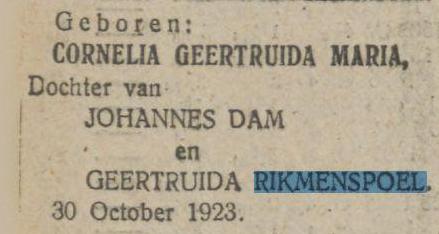 Geboren:
CORNELIA GEERTRUIDA MARIA,
Dochter van
JOHANNES DAM
en
GEERTRUIDA RIKMENSPOEL.
30 October 1923.